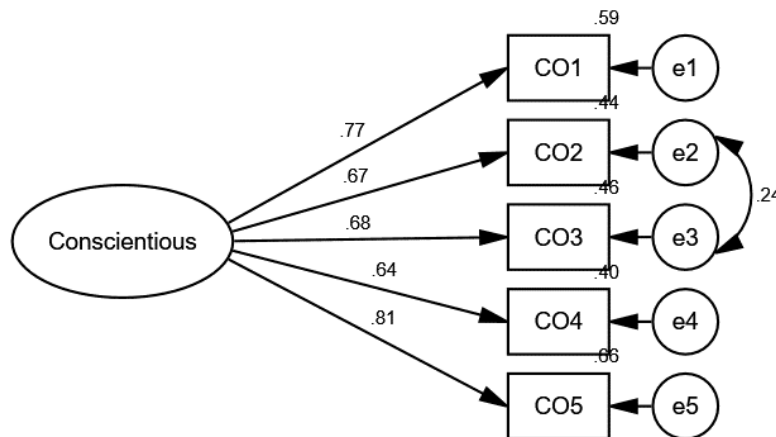 .59
CO1
e1
.77
.44
CO2
e2
.67
.24
.46
Conscientious
.68
CO3
e3
.40
.64
CO4
e4
.81
.66
CO5
e5